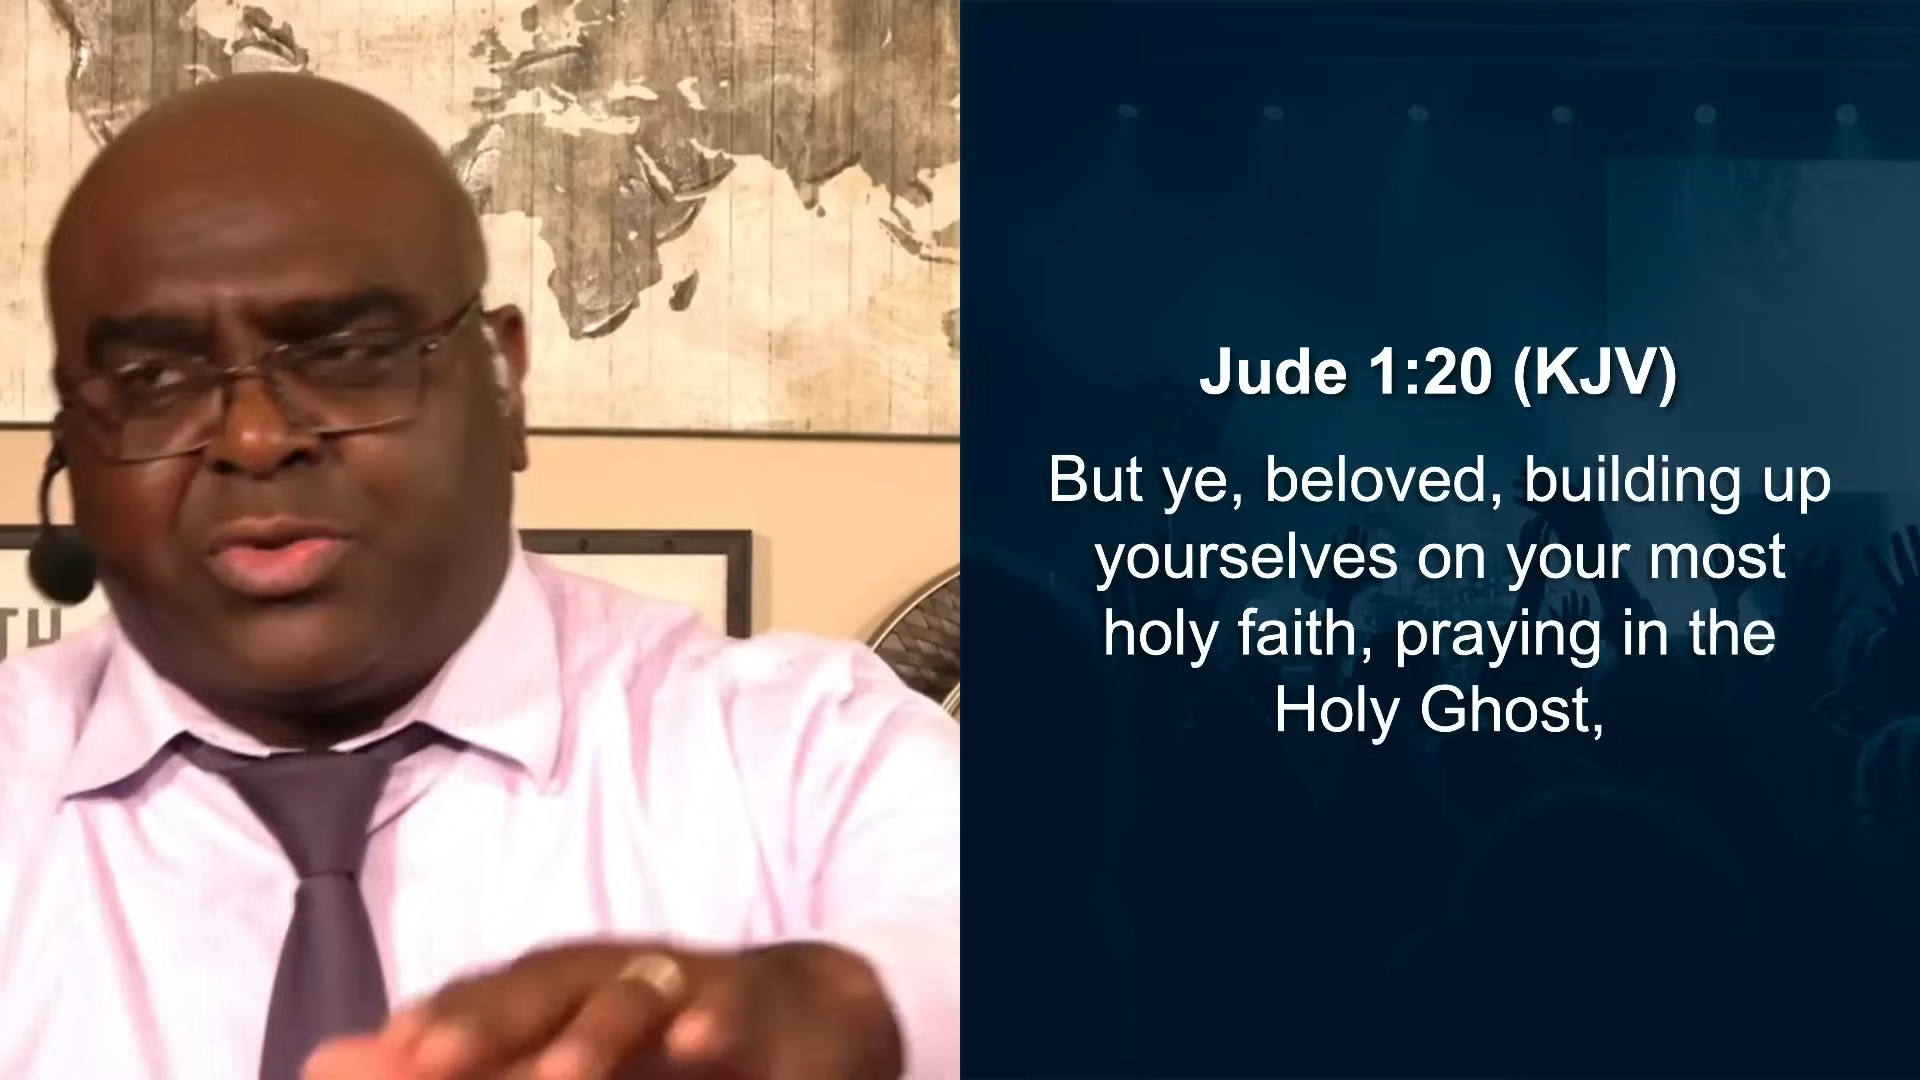 TH
Jude 1:20 (KJV)
But ye, beloved, building up
yourselves on your most
holy faith, praying in the
Holy Ghost,